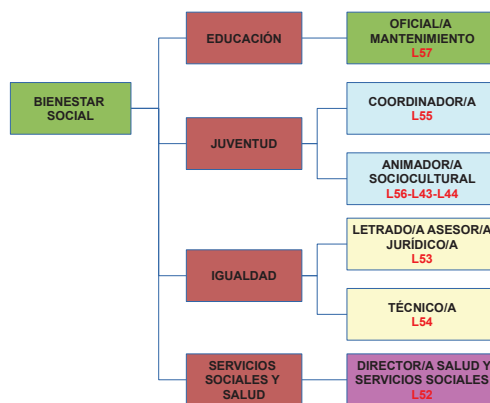 EDUCACIÓN
OFICIAL/A
MANTENIMIENTO
L57
BIENESTAR
SOCIAL
JUVENTUD
COORDINADOR/A
L55
ANIMADOR/A
SOCIOCULTURAL
L56-L43-L44
IGUALDAD
LETRADO/A ASESOR/A
JURÍDICO/A
L53
TÉCNICO/A
L54
SERVICIOS
SOCIALES Y
SALUD
DIRECTOR/A SALUD Y
SERVICIOS SOCIALES
L52